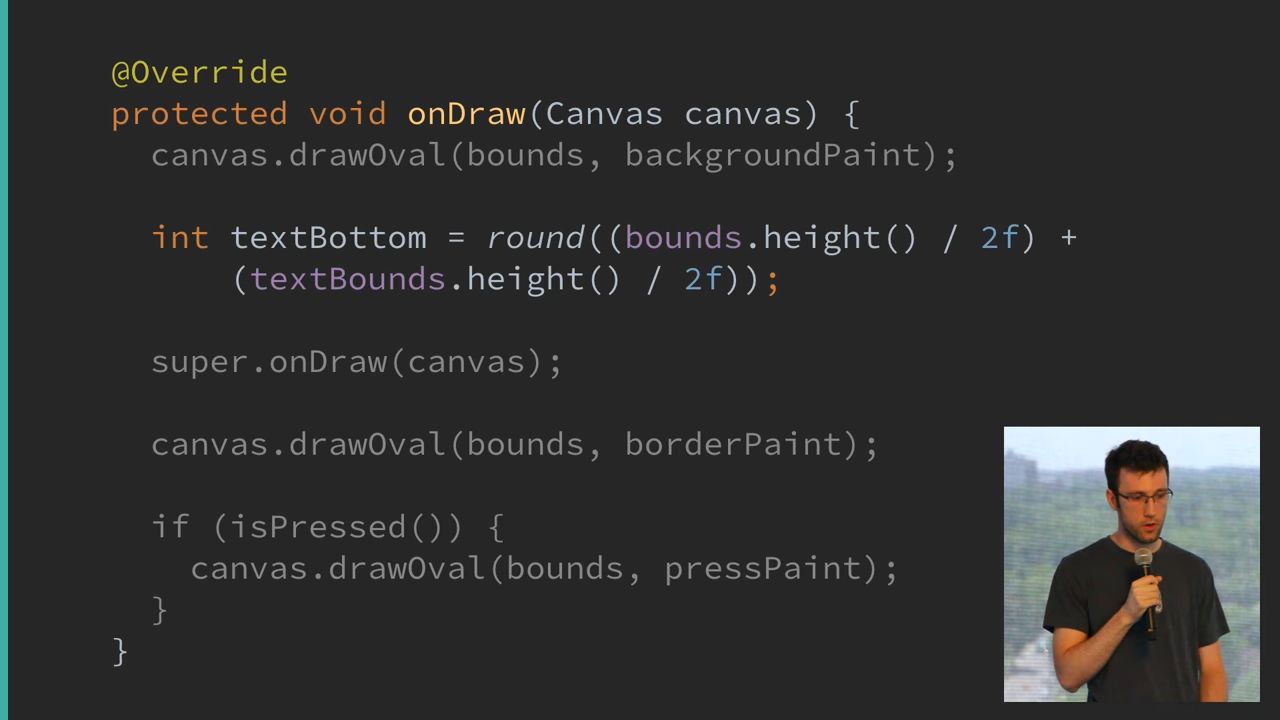 @Override
protected void onDraw(Canvas canvas) {
canvas.drawOval(bounds, backgroundPaint);
int textBottom = round((bounds.height() / 2f) +
(textBounds.height() / 2f));
super.onDraw(canvas);
canvas.drawOval(bounds, borderPaint);
if (isPressed()) {
canvas.drawOval(bounds, pressPaint);
}
}